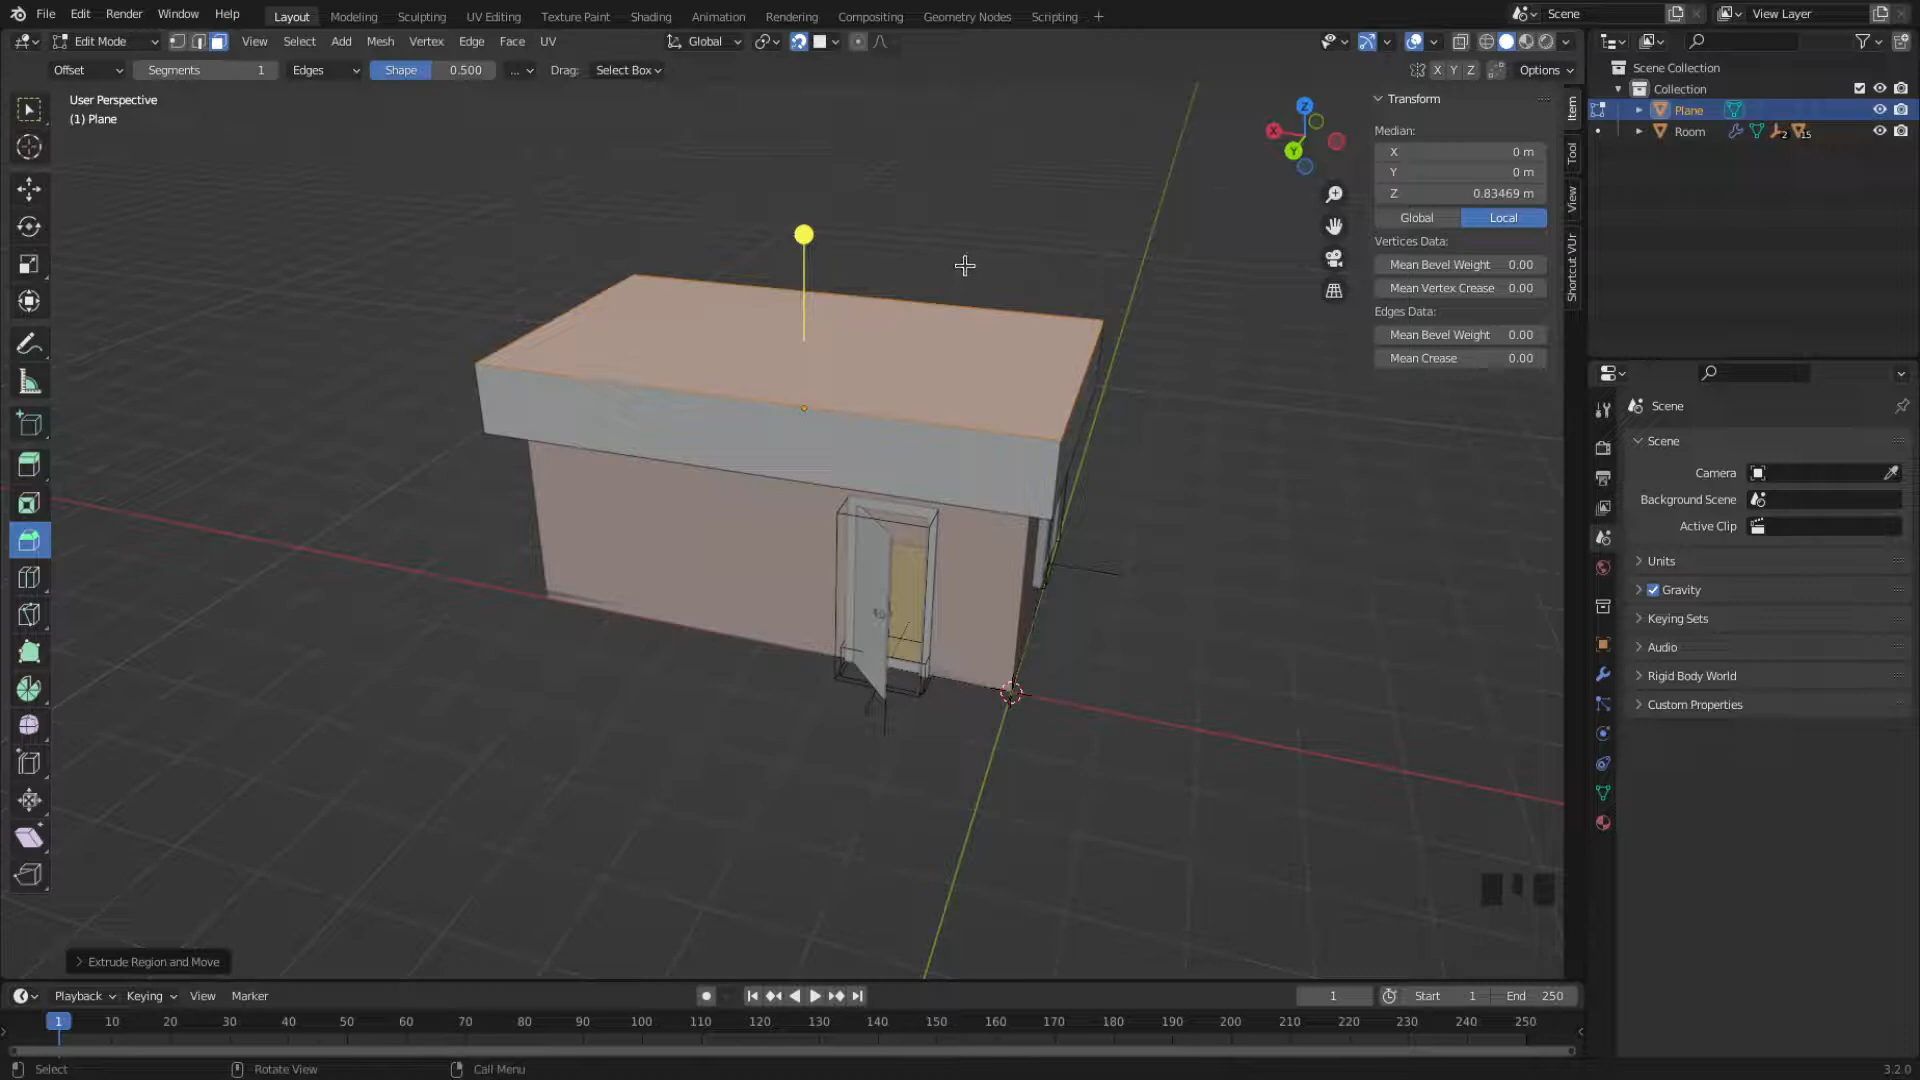 File Edit Render Window Help Layout Modeling Sculpting UV Editing Texture Paint Shading Animation Rendering Compositing Geometry Nodes Scripting + Scene View Layer
Edit Mode View Select Add Mesh Vertex Edge Face UV Global
Offset Segments 1 Edges Shape 0.500 ... Drag: Select Box X Y Z Options
User Perspective
(1) Plane
Z
X
Y
Transform
Median:
X 0 m
Y 0 m
Z 0.83469 m
Global Local
Vertices Data:
Mean Bevel Weight 0.00
Mean Vertex Crease 0.00
Edges Data:
Mean Bevel Weight 0.00
Mean Crease 0.00
Item
Tool
View
Shortcut VUr
Scene Collection
Collection
Plane
Room 2 15
Scene
Scene
Camera
Background Scene
Active Clip
Units
Gravity
Keying Sets
Audio
Rigid Body World
Custom Properties
Extrude Region and Move
Playback Keying View Marker 1 Start 1 End 250
1 10 20 30 40 50 60 70 80 90 100 110 120 130 140 150 160 170 180 190 200 210 220 230 240 250
Select Rotate View Call Menu 3.2.0